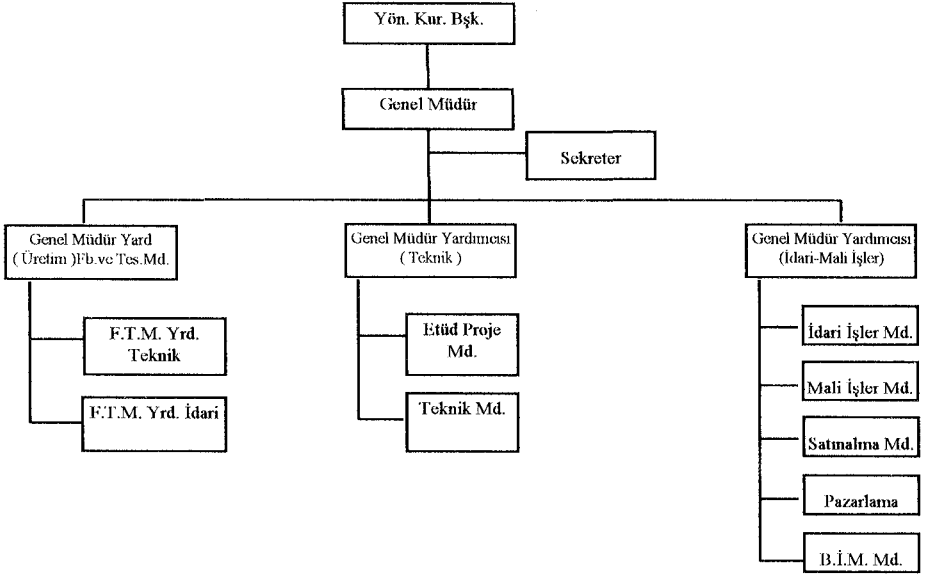 Yön. Kur. Bşk.
Genel Müdür
Sekreter
Genel Müdür Yard
( Üretim )Fb.ve Tes.Md.
Genel Müdür Yardımcısı
( Teknik )
Genel Müdür Yardımcısı
(İdari-Mali İşler)
F.T.M. Yrd.
Teknik
F.T.M. Yrd. İdari
Etüd Proje
Md.
Teknik Md.
İdari İşler Md.
Mali İşler Md.
Satınalma Md.
Pazarlama
B.İ.M. Md.